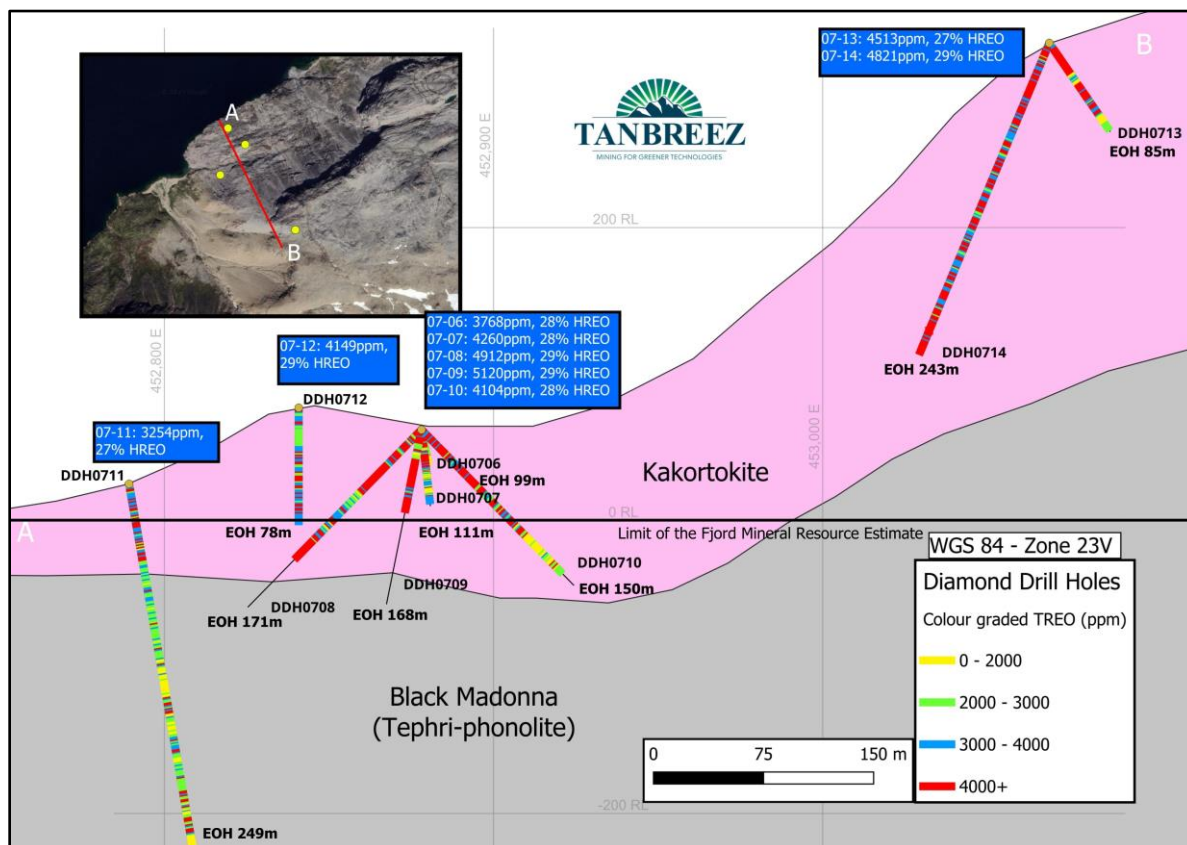 07-13: 4513ppm, 27% HREO
07-14: 4821ppm, 29% HREO
B
A
B
TANBREEZ
MINING FOR GREENER TECHNOLOGIES
452,900 E
DDH0713
EOH 85m
200 RL
452,800 E
07-12: 4149ppm,
29% HREO
07-06: 3768ppm, 28% HREO
07-07: 4260ppm, 28% HREO
07-08: 4912ppm, 29% HREO
07-09: 5120ppm, 29% HREO
07-10: 4104ppm, 28% HREO
DDH0714
EOH 243m
DDH0712
07-11: 3254ppm,
27% HREO
DDH0711
DDH0706
EOH 99m
DDH0707
Kakortokite
453,000 E
0 RL
A
EOH 78m
EOH 111m
Limit of the Fjord Mineral Resource Estimate
WGS 84 - Zone 23V
DDH0710
EOH 150m
DDH0709
DDH0708
EOH 168m
EOH 171m
Diamond Drill Holes
Colour graded TREO (ppm)
0 - 2000
2000 - 3000
3000 - 4000
4000+
Black Madonna
(Tephri-phonolite)
0 75 150 m
-200 RL
EOH 249m